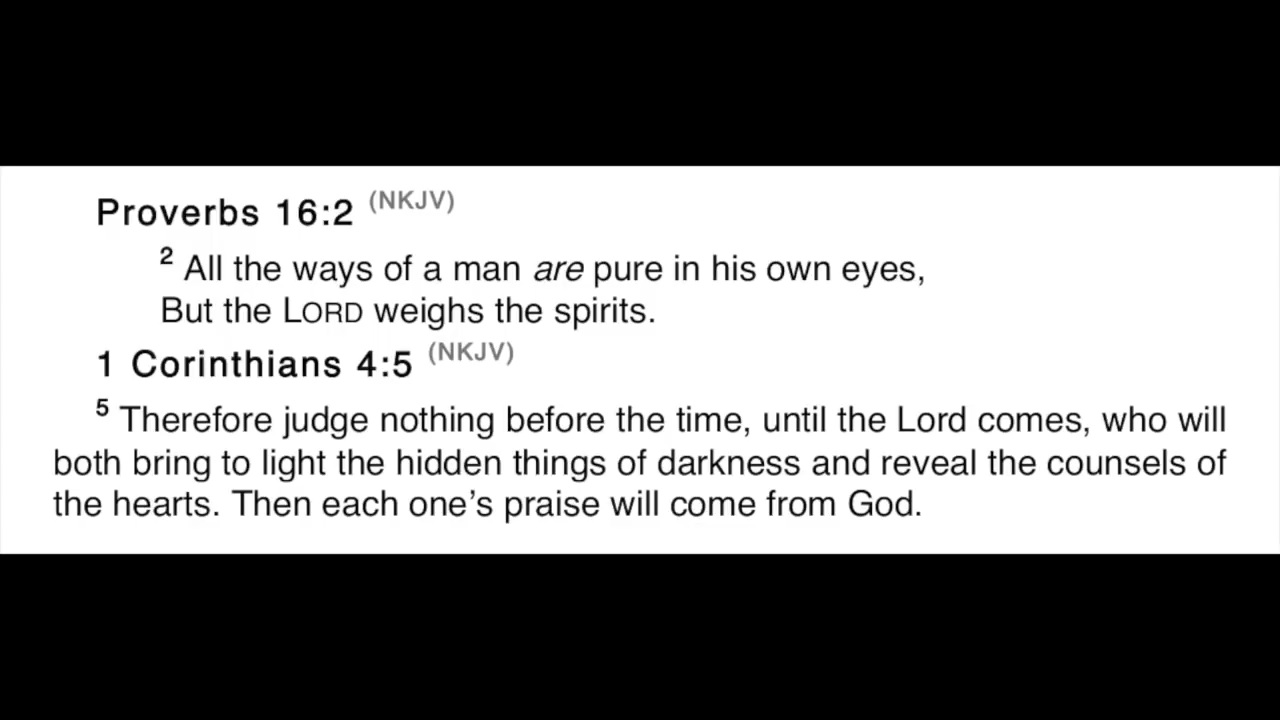 Proverbs 16:2 (NKJV)
2 All the ways of a man are pure in his own eyes,
But the LORD weighs the spirits.
1 Corinthians 4:5 (NKJV)
5 Therefore judge nothing before the time, until the Lord comes, who will
both bring to light the hidden things of darkness and reveal the counsels of
the hearts. Then each one’s praise will come from God.